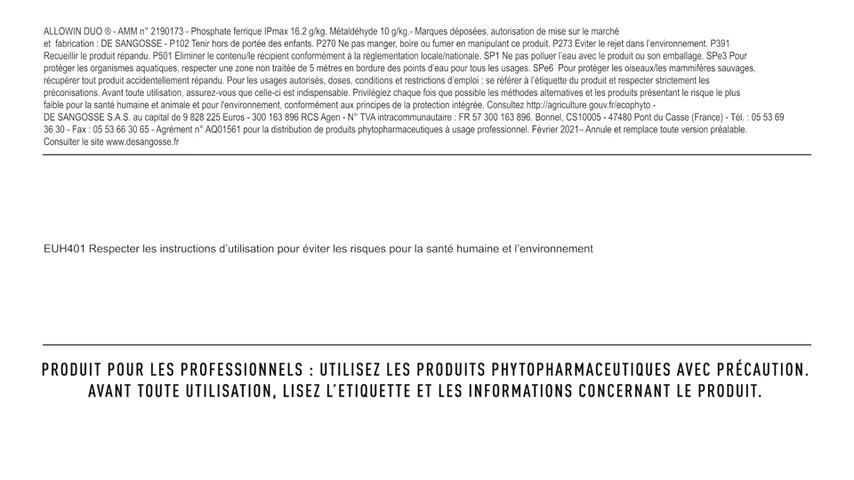 ALLOWIN DUO ® - AMM n° 2190173 - Phosphate ferrique IPmax 16.2 g/kg, Métaldéhyde 10 g/kg.- Marques déposées, autorisation de mise sur le marché
et fabrication : DE SANGOSSE - P102 Tenir hors de portée des enfants. P270 Ne pas manger, boire ou fumer en manipulant ce produit. P273 Eviter le rejet dans l'environnement. P391
Recueillir le produit répandu. P501 Eliminer le contenu/le récipient conformément à la règlementation locale/nationale. SP1 Ne pas polluer l'eau avec le produit ou son emballage. SPe3 Pour
protéger les organismes aquatiques, respecter une zone non traitée de 5 mètres en bordure des points d'eau pour tous les usages. SPe6 Pour protéger les oiseaux/les mammifères sauvages,
récupérer tout produit accidentellement répandu. Pour les usages autorisés, doses, conditions et restrictions d'emploi : se référer à l'étiquette du produit et respecter strictement les
préconisations. Avant toute utilisation, assurez-vous que celle-ci est indispensable. Privilégiez chaque fois que possible les méthodes alternatives et les produits présentant le risque le plus
faible pour la santé humaine et animale et pour l'environnement, conformément aux principes de la protection intégrée. Consultez http://agriculture.gouv.fr/ecophyto -
DE SANGOSSE S.A.S. au capital de 9 828 225 Euros - 300 163 896 RCS Agen - N° TVA intracommunautaire : FR 57 300 163 896. Bonnel, CS10005 - 47480 Pont du Casse (France) - Tél. : 05 53 69
36 30 - Fax : 05 53 66 30 65 - Agrément n° AQ01561 pour la distribution de produits phytopharmaceutiques à usage professionnel. Février 2021– Annule et remplace toute version préalable.
Consulter le site www.desangosse.fr
EUH401 Respecter les instructions d'utilisation pour éviter les risques pour la santé humaine et l'environnement
PRODUIT POUR LES PROFESSIONNELS : UTILISEZ LES PRODUITS PHYTOPHARMACEUTIQUES AVEC PRÉCAUTION.
AVANT TOUTE UTILISATION, LISEZ L'ETIQUETTE ET LES INFORMATIONS CONCERNANT LE PRODUIT.